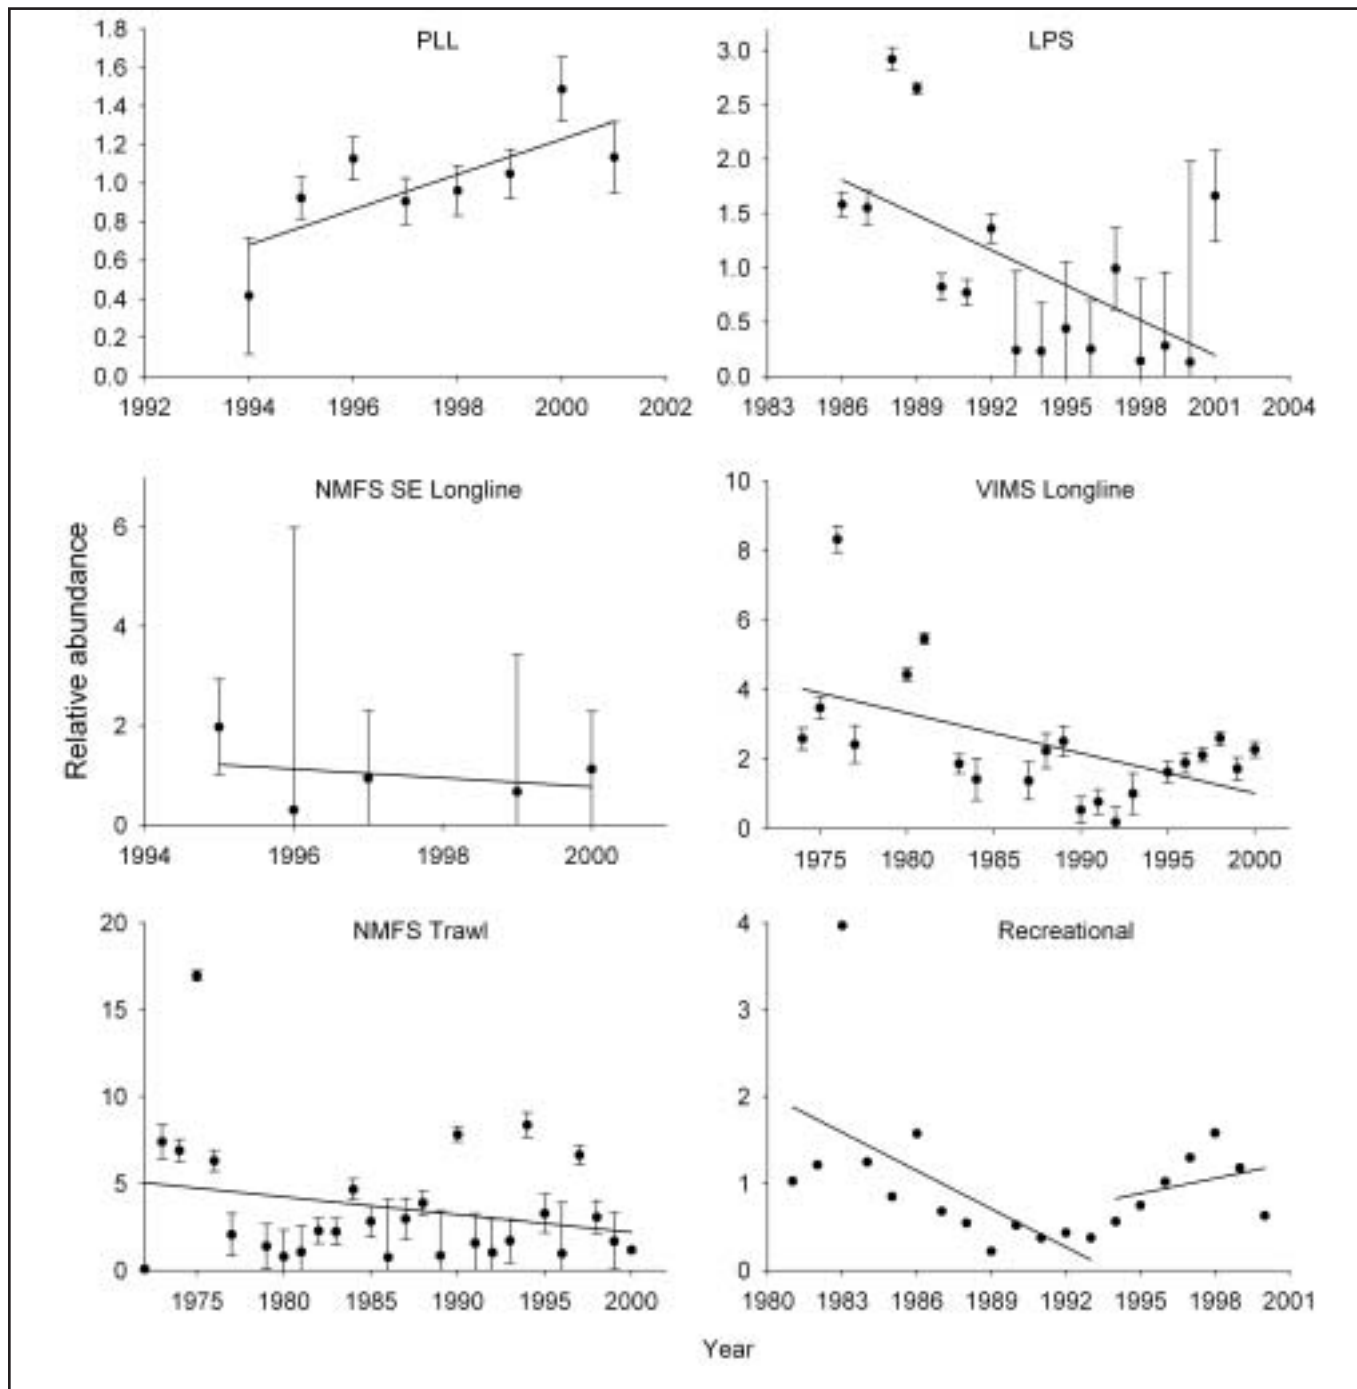 PLL
1.8
1.6
1.4
1.2
1.0
0.8
0.6
0.4
0.2
0.0
1992 1994 1996 1998 2000 2002
LPS
3.0
2.5
2.0
1.5
1.0
0.5
0.0
1983 1986 1989 1992 1995 1998 2001 2004
Relative abundance
NMFS SE Longline
6
4
2
0
1994 1996 1998 2000
VIMS Longline
10
8
6
4
2
0
1975 1980 1985 1990 1995 2000
NMFS Trawl
20
15
10
5
0
1975 1980 1985 1990 1995 2000
Recreational
4
3
2
1
0
1980 1983 1986 1989 1992 1995 1998 2001
Year